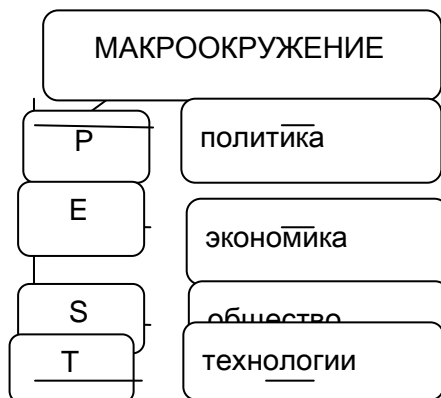 МАКРООКРУЖЕНИЕ
P политика
E экономика
S общество
T технологии